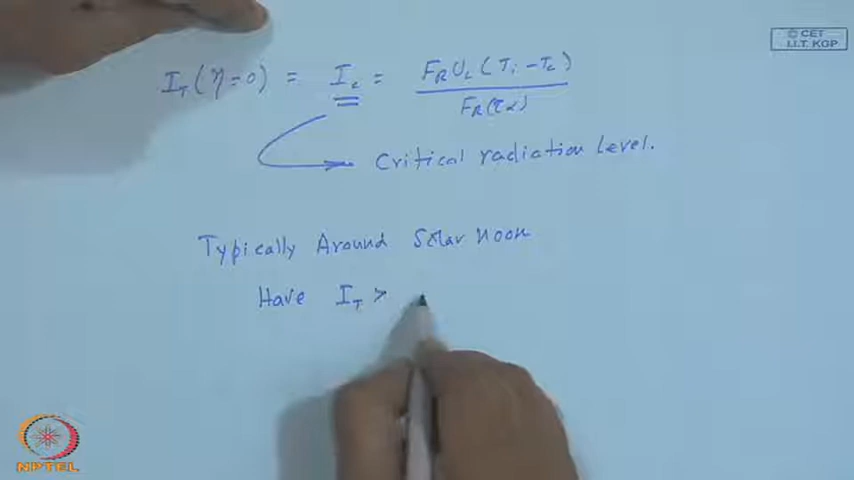 © CET
I.I.T. KGP
I_T (η=0) = I_c = F_R U_L (T_i - T_c) / F_R (τα)
Critical radiation Level.
Typically Around Solar noon
Have I_T >
NPTEL